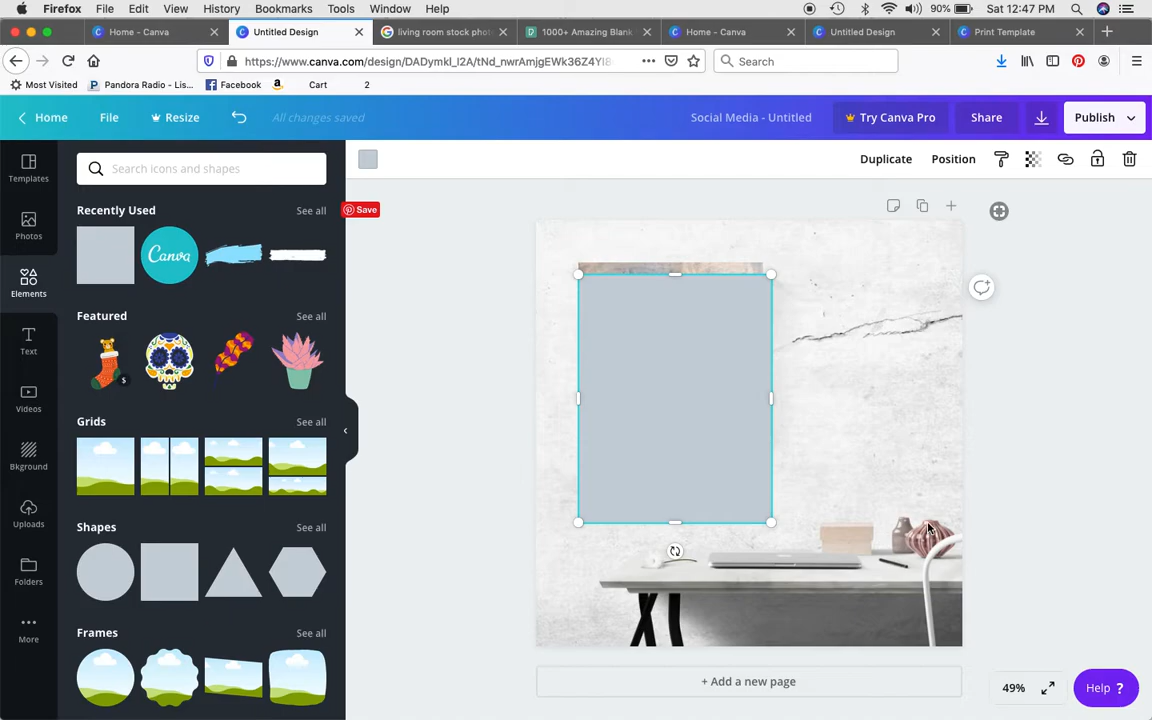 Firefox File Edit View History Bookmarks Tools Window Help 90% Sat 12:47 PM
Home - Canva Untitled Design living room stock phot 1000+ Amazing Blank Home - Canva Untitled Design Print Template
https://www.canva.com/design/DADymkl_I2A/tNd_nwrAmjgEWk36Z4YI8 Search
Most Visited Pandora Radio - Lis... Facebook Cart 2
Home File Resize All changes saved Social Media - Untitled Try Canva Pro Share Publish
Templates
Photos
Elements
Text
Videos
Bkground
Uploads
Folders
More
Search icons and shapes
Recently Used See all
Canva
Featured See all
$
Grids See all
Shapes See all
Frames See all
Duplicate Position
Save
+ Add a new page
49% Help ?